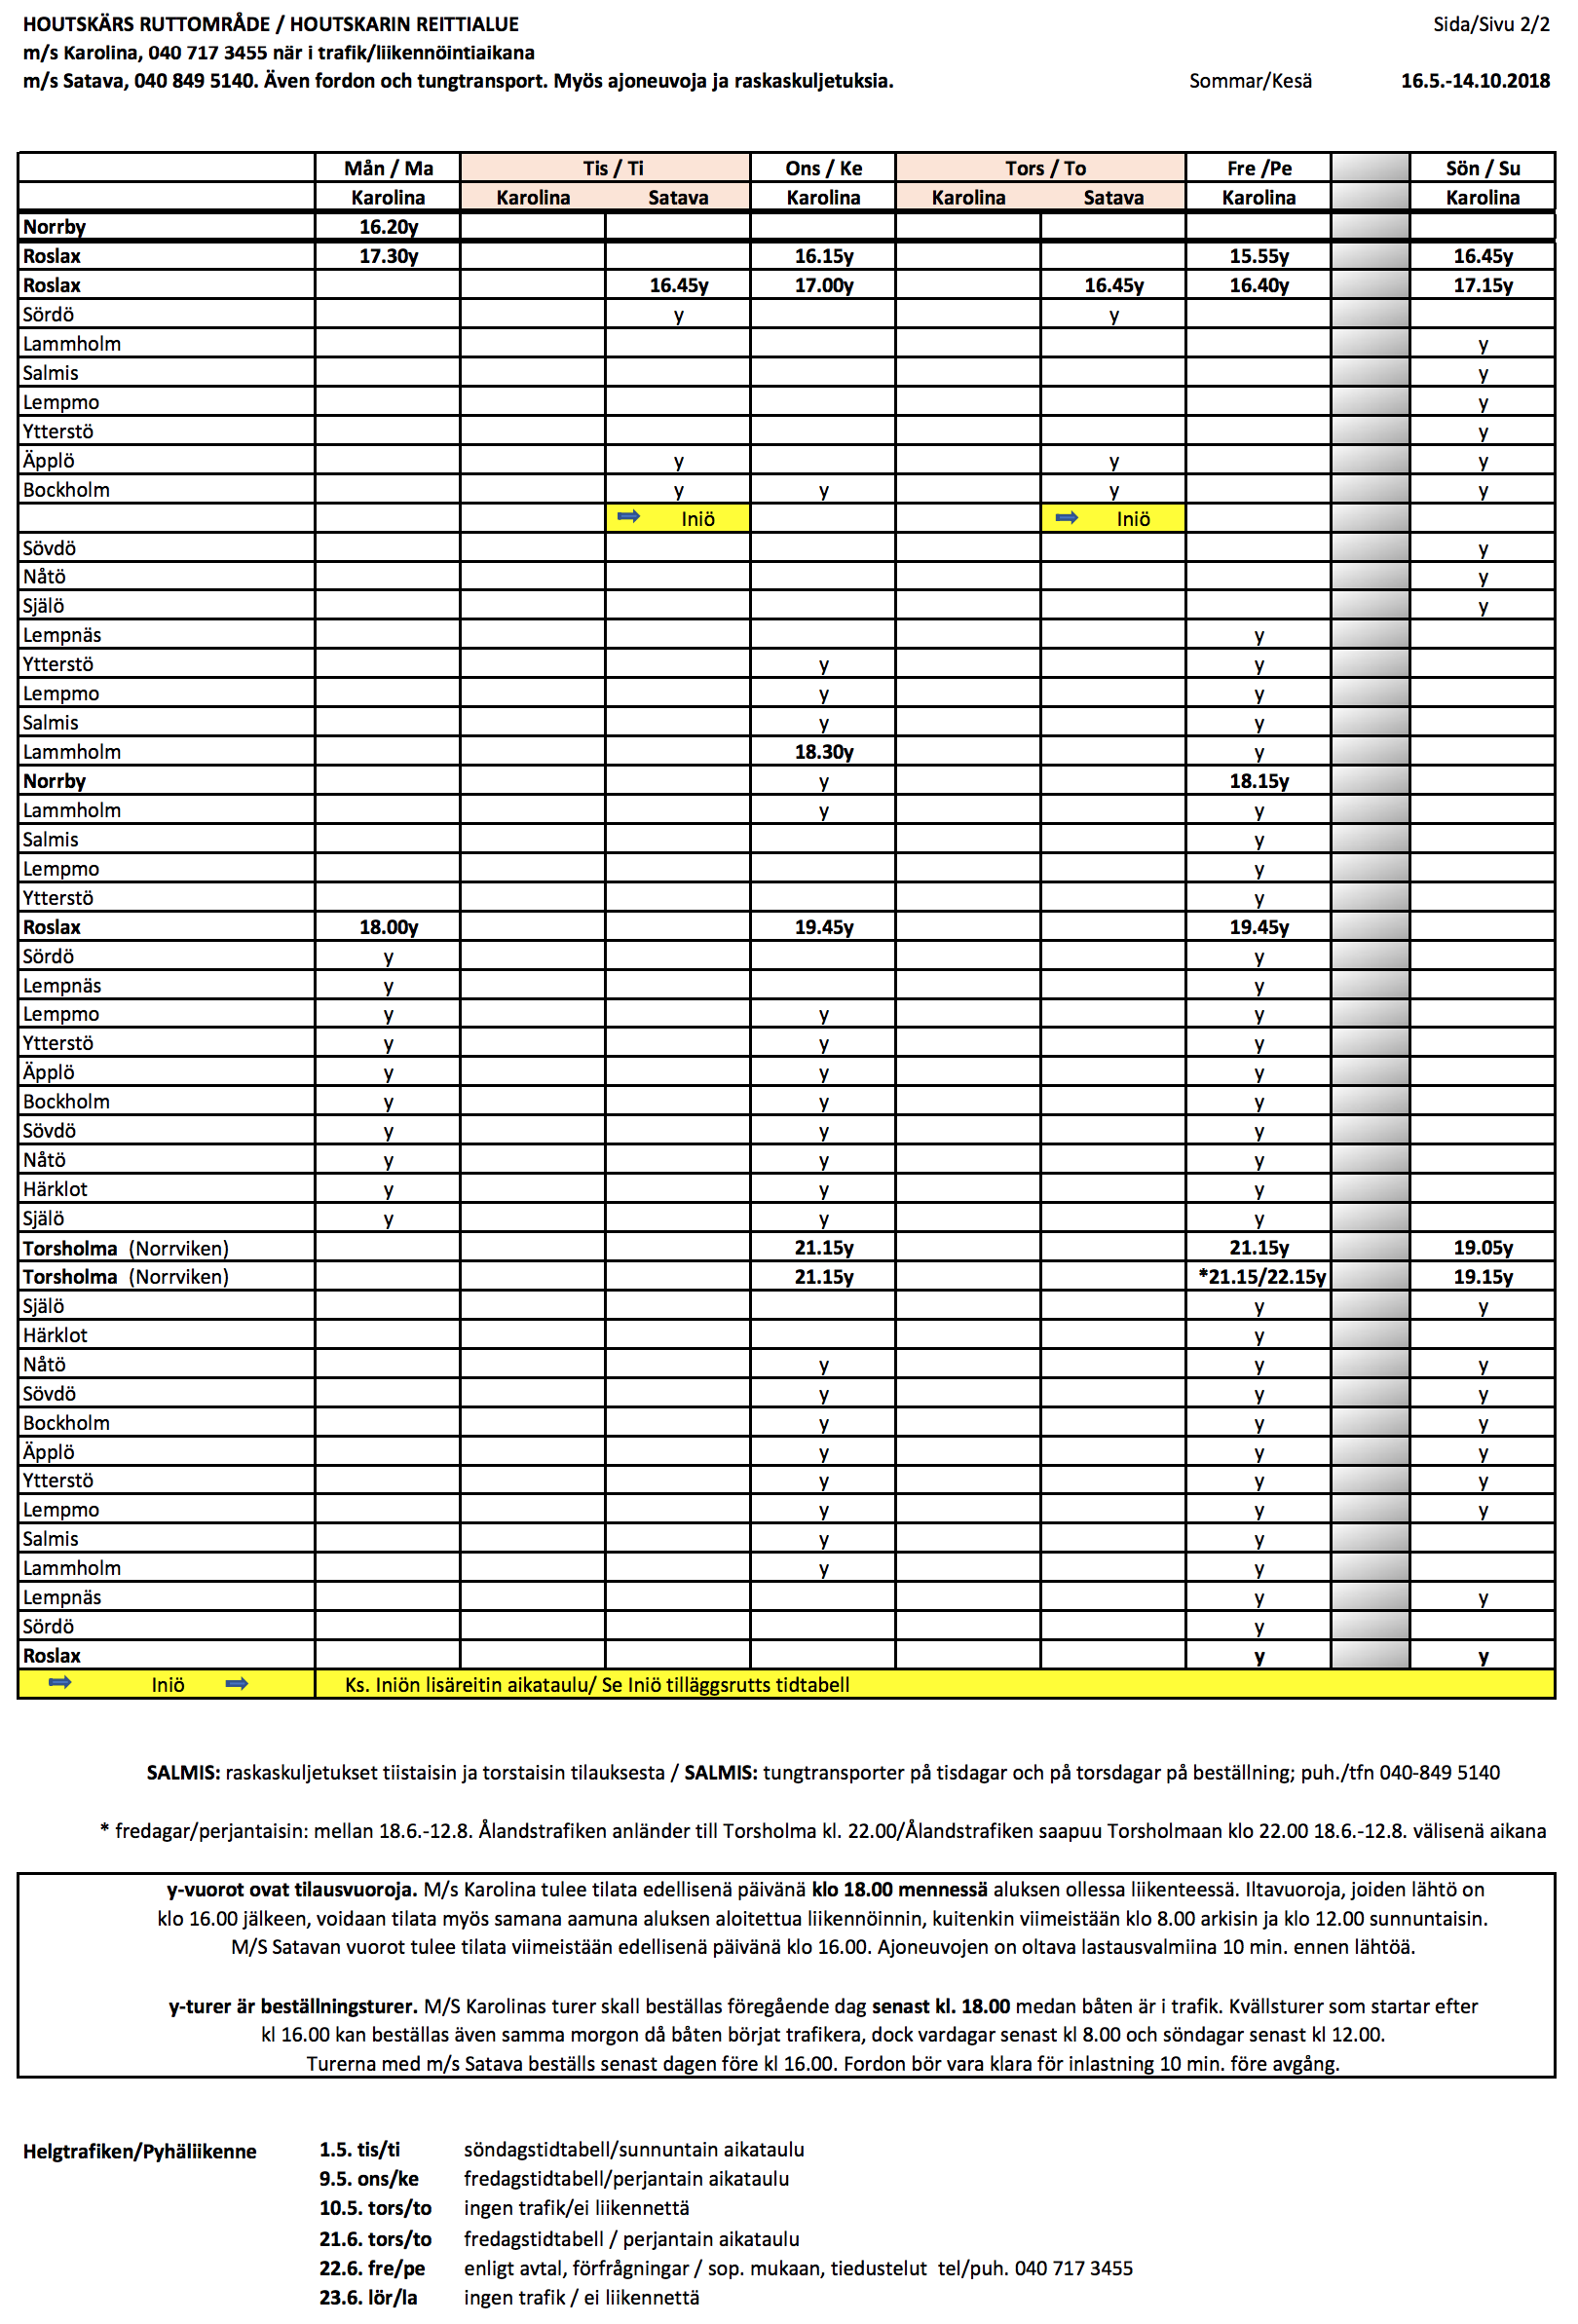 HOUTSKÄRS RUTTOMRÅDE / HOUTSKARIN REITTIALUE Sida/Sivu 2/2
m/s Karolina, 040 717 3455 när i trafik/liikennöintiaikana
m/s Satava, 040 849 5140. Även fordon och tungtransport. Myös ajoneuvoja ja raskaskuljetuksia. Sommar/Kesä 16.5.-14.10.2018
Mån / Ma Tis / Ti Ons / Ke Tors / To Fre /Pe Sön / Su
Karolina Karolina Satava Karolina Karolina Satava Karolina Karolina
Norrby 16.20y
Roslax 17.30y 16.15y 15.55y 16.45y
Roslax 16.45y 17.00y 16.45y 16.40y 17.15y
Sördö y y
Lammholm y
Salmis y
Lempmo y
Ytterstö y
Äpplö y y y
Bockholm y y y y
⇒ Iniö ⇒ Iniö
Sövdö y
Nåtö y
Själö y
Lempnäs y
Ytterstö y y
Lempmo y y
Salmis y y
Lammholm 18.30y y
Norrby y 18.15y
Lammholm y y
Salmis y
Lempmo y
Ytterstö y
Roslax 18.00y 19.45y 19.45y
Sördö y y
Lempnäs y y
Lempmo y y y
Ytterstö y y y
Äpplö y y y
Bockholm y y y
Sövdö y y y
Nåtö y y y
Härklot y y y
Själö y y y
Torsholma (Norrviken) 21.15y 21.15y 19.05y
Torsholma (Norrviken) 21.15y *21.15/22.15y 19.15y
Själö y y
Härklot y
Nåtö y y y
Sövdö y y y
Bockholm y y y
Äpplö y y y
Ytterstö y y y
Lempmo y y y
Salmis y y
Lammholm y y
Lempnäs y y
Sördö y
Roslax y y
⇒ Iniö ⇒ Ks. Iniön lisäreitin aikataulu/ Se Iniö tilläggsrutts tidtabell
SALMIS: raskaskuljetukset tiistaisin ja torstaisin tilauksesta / SALMIS: tungtransporter på tisdagar och på torsdagar på beställning; puh./tfn 040-849 5140
* fredagar/perjantaisin: mellan 18.6.-12.8. Ålandstrafiken anländer till Torsholma kl. 22.00/Ålandstrafiken saapuu Torsholmaan klo 22.00 18.6.-12.8. välisenä aikana
y-vuorot ovat tilausvuoroja. M/s Karolina tulee tilata edellisenä päivänä klo 18.00 mennessä aluksen ollessa liikenteessä. Iltavuoroja, joiden lähtö on
klo 16.00 jälkeen, voidaan tilata myös samana aamuna aluksen aloitettua liikennöinnin, kuitenkin viimeistään klo 8.00 arkisin ja klo 12.00 sunnuntaisin.
M/S Satavan vuorot tulee tilata viimeistään edellisenä päivänä klo 16.00. Ajoneuvojen on oltava lastausvalmiina 10 min. ennen lähtöä.
y-turer är beställningsturer. M/S Karolinas turer skall beställas föregående dag senast kl. 18.00 medan båten är i trafik. Kvällsturer som startar efter
kl 16.00 kan beställas även samma morgon då båten börjat trafikera, dock vardagar senast kl 8.00 och söndagar senast kl 12.00.
Turerna med m/s Satava beställs senast dagen före kl 16.00. Fordon bör vara klara för inlastning 10 min. före avgång.
Helgtrafiken/Pyhäliikenne 1.5. tis/ti söndagstidtabell/sunnuntain aikataulu
9.5. ons/ke fredagstidtabell/perjantain aikataulu
10.5. tors/to ingen trafik/ei liikennettä
21.6. tors/to fredagstidtabell / perjantain aikataulu
22.6. fre/pe enligt avtal, förfrågningar / sop. mukaan, tiedustelut tel/puh. 040 717 3455
23.6. lör/la ingen trafik / ei liikennettä